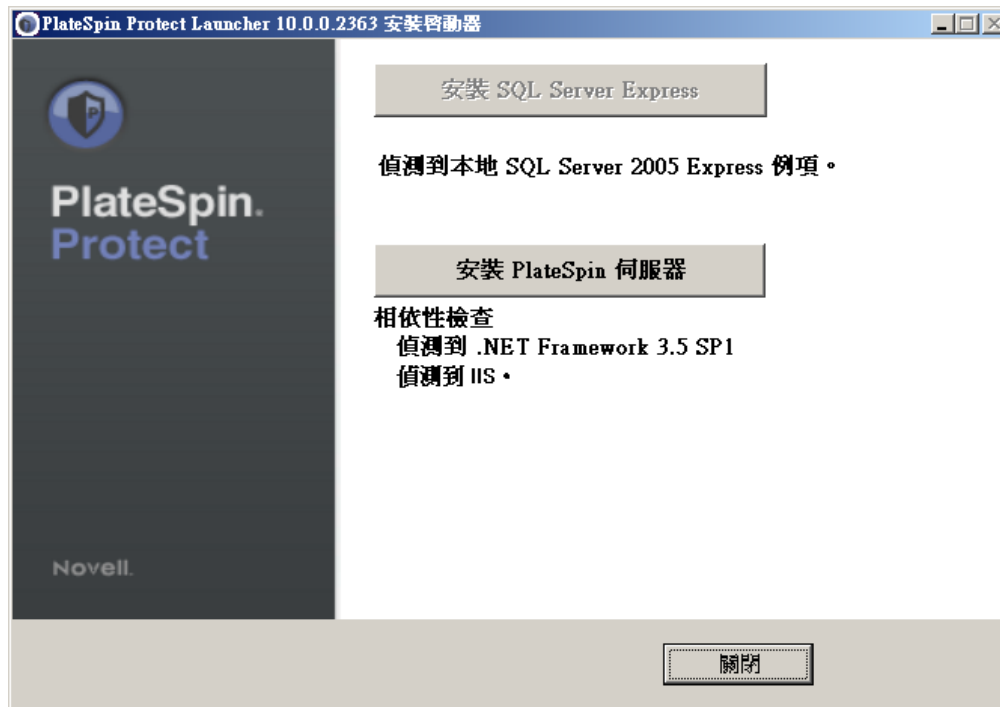 PlateSpin Protect Launcher 10.0.0.2363 安裝啓動器
安裝 SQL Server Express
偵測到本地 SQL Server 2005 Express 例項。
PlateSpin.
Protect
安裝 PlateSpin 伺服器
相依性檢查
偵測到 .NET Framework 3.5 SP1
偵測到 IIS。
Novell.
關閉